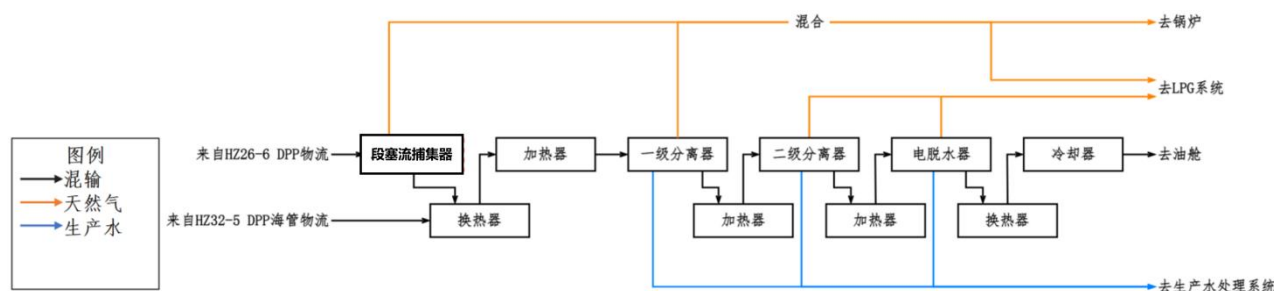 混合
去锅炉
去LPG系统
图例
混输
天然气
生产水
来自HZ26-6 DPP物流
段塞流捕集器
加热器
一级分离器
二级分离器
电脱水器
冷却器
去油舱
来自HZ32-5 DPP海管物流
换热器
加热器
加热器
换热器
去生产水处理系统